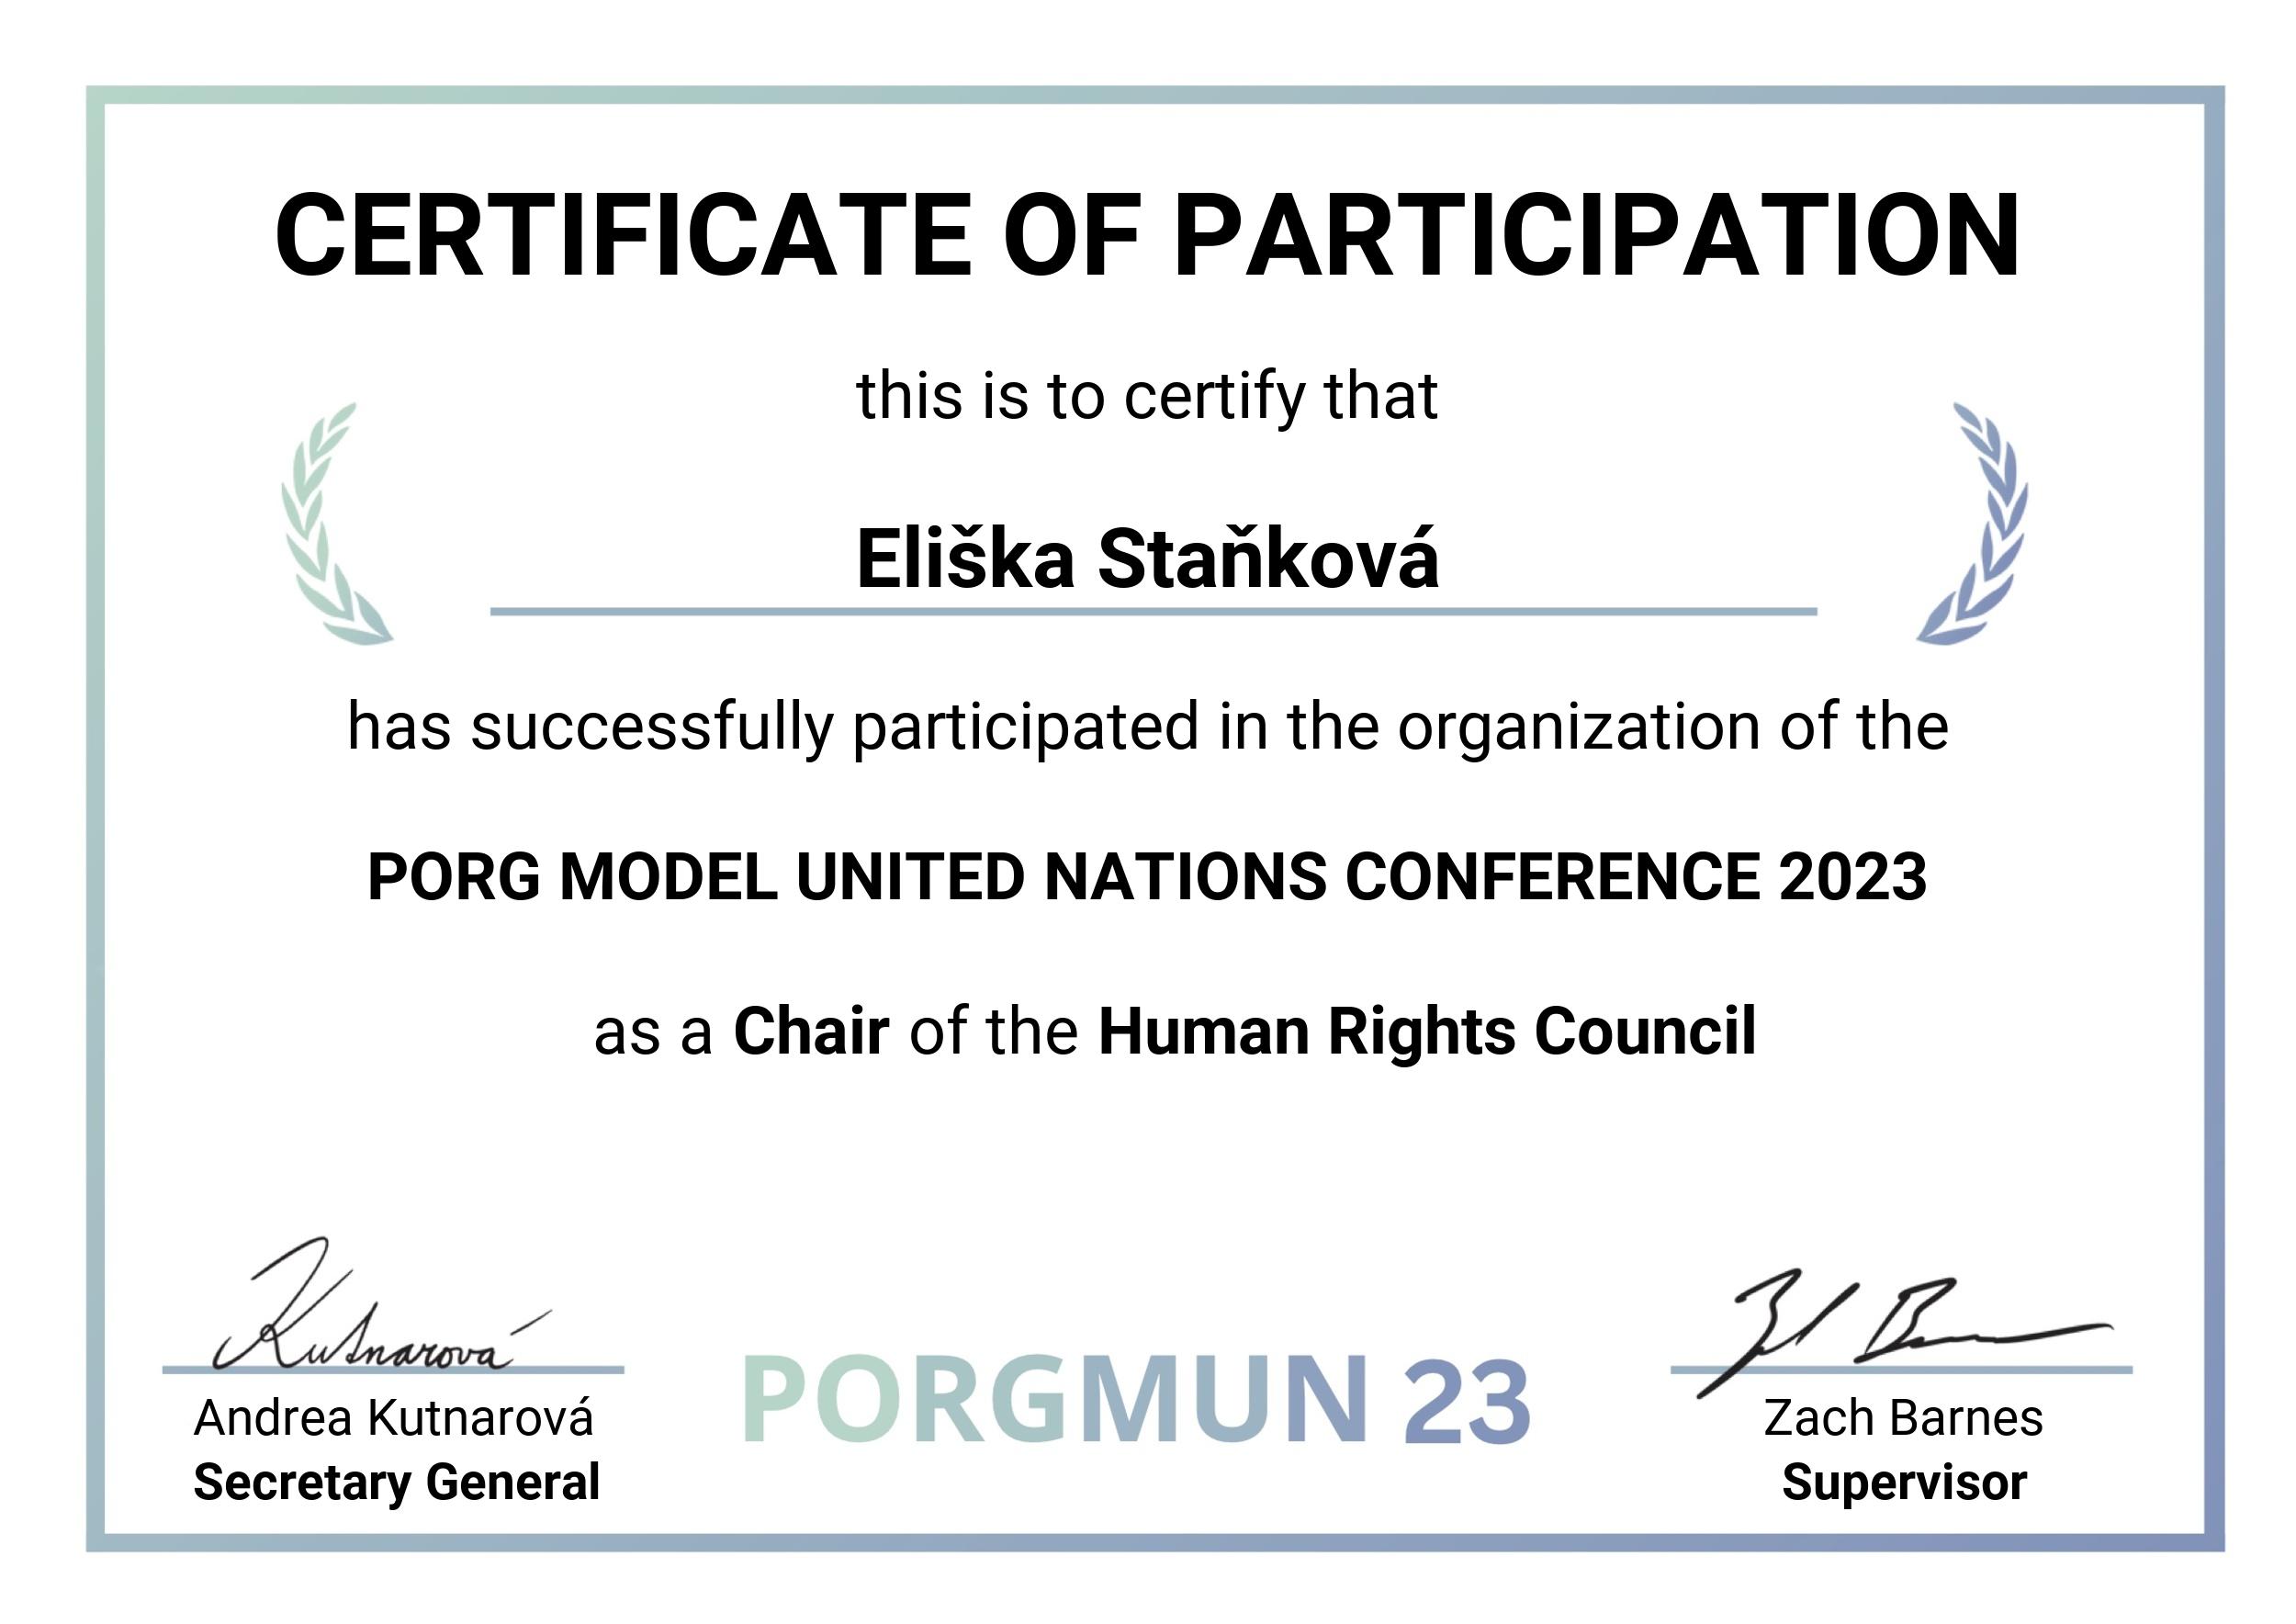 CERTIFICATE OF PARTICIPATION
this is to certify that
Eliška Staňková
has successfully participated in the organization of the
PORG MODEL UNITED NATIONS CONFERENCE 2023
as a Chair of the Human Rights Council
Kutnarová
Andrea Kutnarová
Secretary General
PORGMUN 23
Zach Barnes
Supervisor